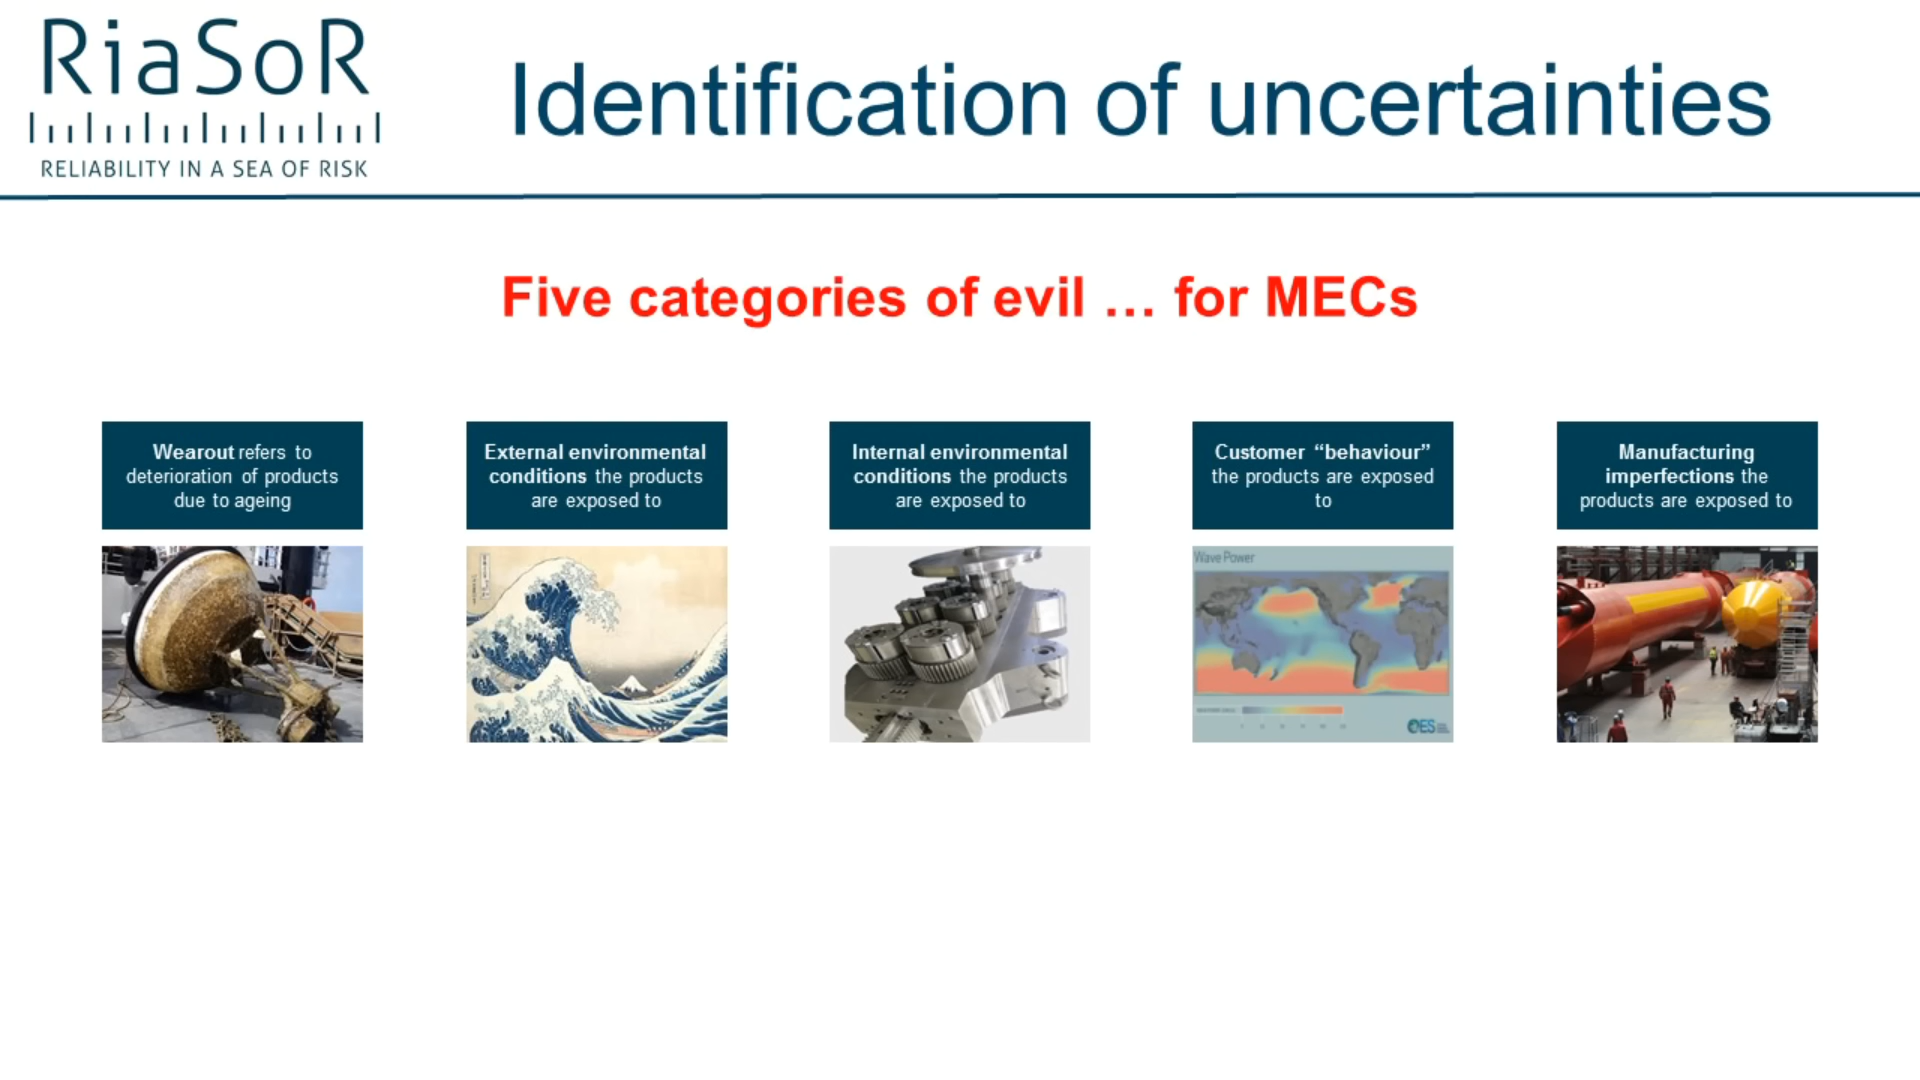 RiaSoR
RELIABILITY IN A SEA OF RISK
Identification of uncertainties
Five categories of evil … for MECs
Wearout refers to
deterioration of products
due to ageing
External environmental
conditions the products
are exposed to
Internal environmental
conditions the products
are exposed to
Customer “behaviour”
the products are exposed
to
Manufacturing
imperfections the
products are exposed to
Wave Power
OES